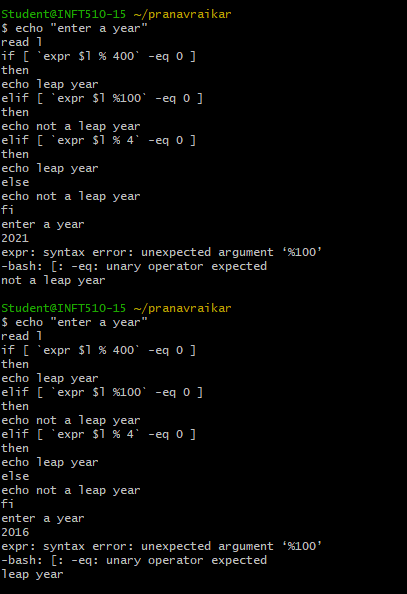 Student@INFT510-15 ~/pranavraikar
$ echo "enter a year"
read l
if [ `expr $l % 400` -eq 0 ]
then
echo leap year
elif [ `expr $l %100` -eq 0 ]
then
echo not a leap year
elif [ `expr $l % 4` -eq 0 ]
then
echo leap year
else
echo not a leap year
fi
enter a year
2021
expr: syntax error: unexpected argument ‘%100’
-bash: [: -eq: unary operator expected
not a leap year
Student@INFT510-15 ~/pranavraikar
$ echo "enter a year"
read l
if [ `expr $l % 400` -eq 0 ]
then
echo leap year
elif [ `expr $l %100` -eq 0 ]
then
echo not a leap year
elif [ `expr $l % 4` -eq 0 ]
then
echo leap year
else
echo not a leap year
fi
enter a year
2016
expr: syntax error: unexpected argument ‘%100’
-bash: [: -eq: unary operator expected
leap year